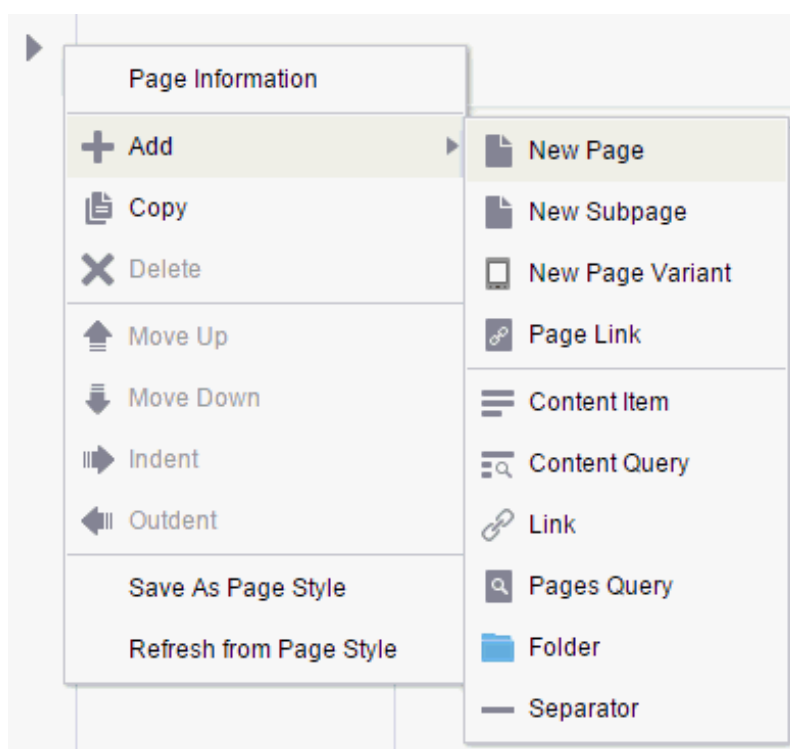 Page Information
Add
Copy
Delete
Move Up
Move Down
Indent
Outdent
Save As Page Style
Refresh from Page Style
New Page
New Subpage
New Page Variant
Page Link
Content Item
Content Query
Link
Pages Query
Folder
Separator